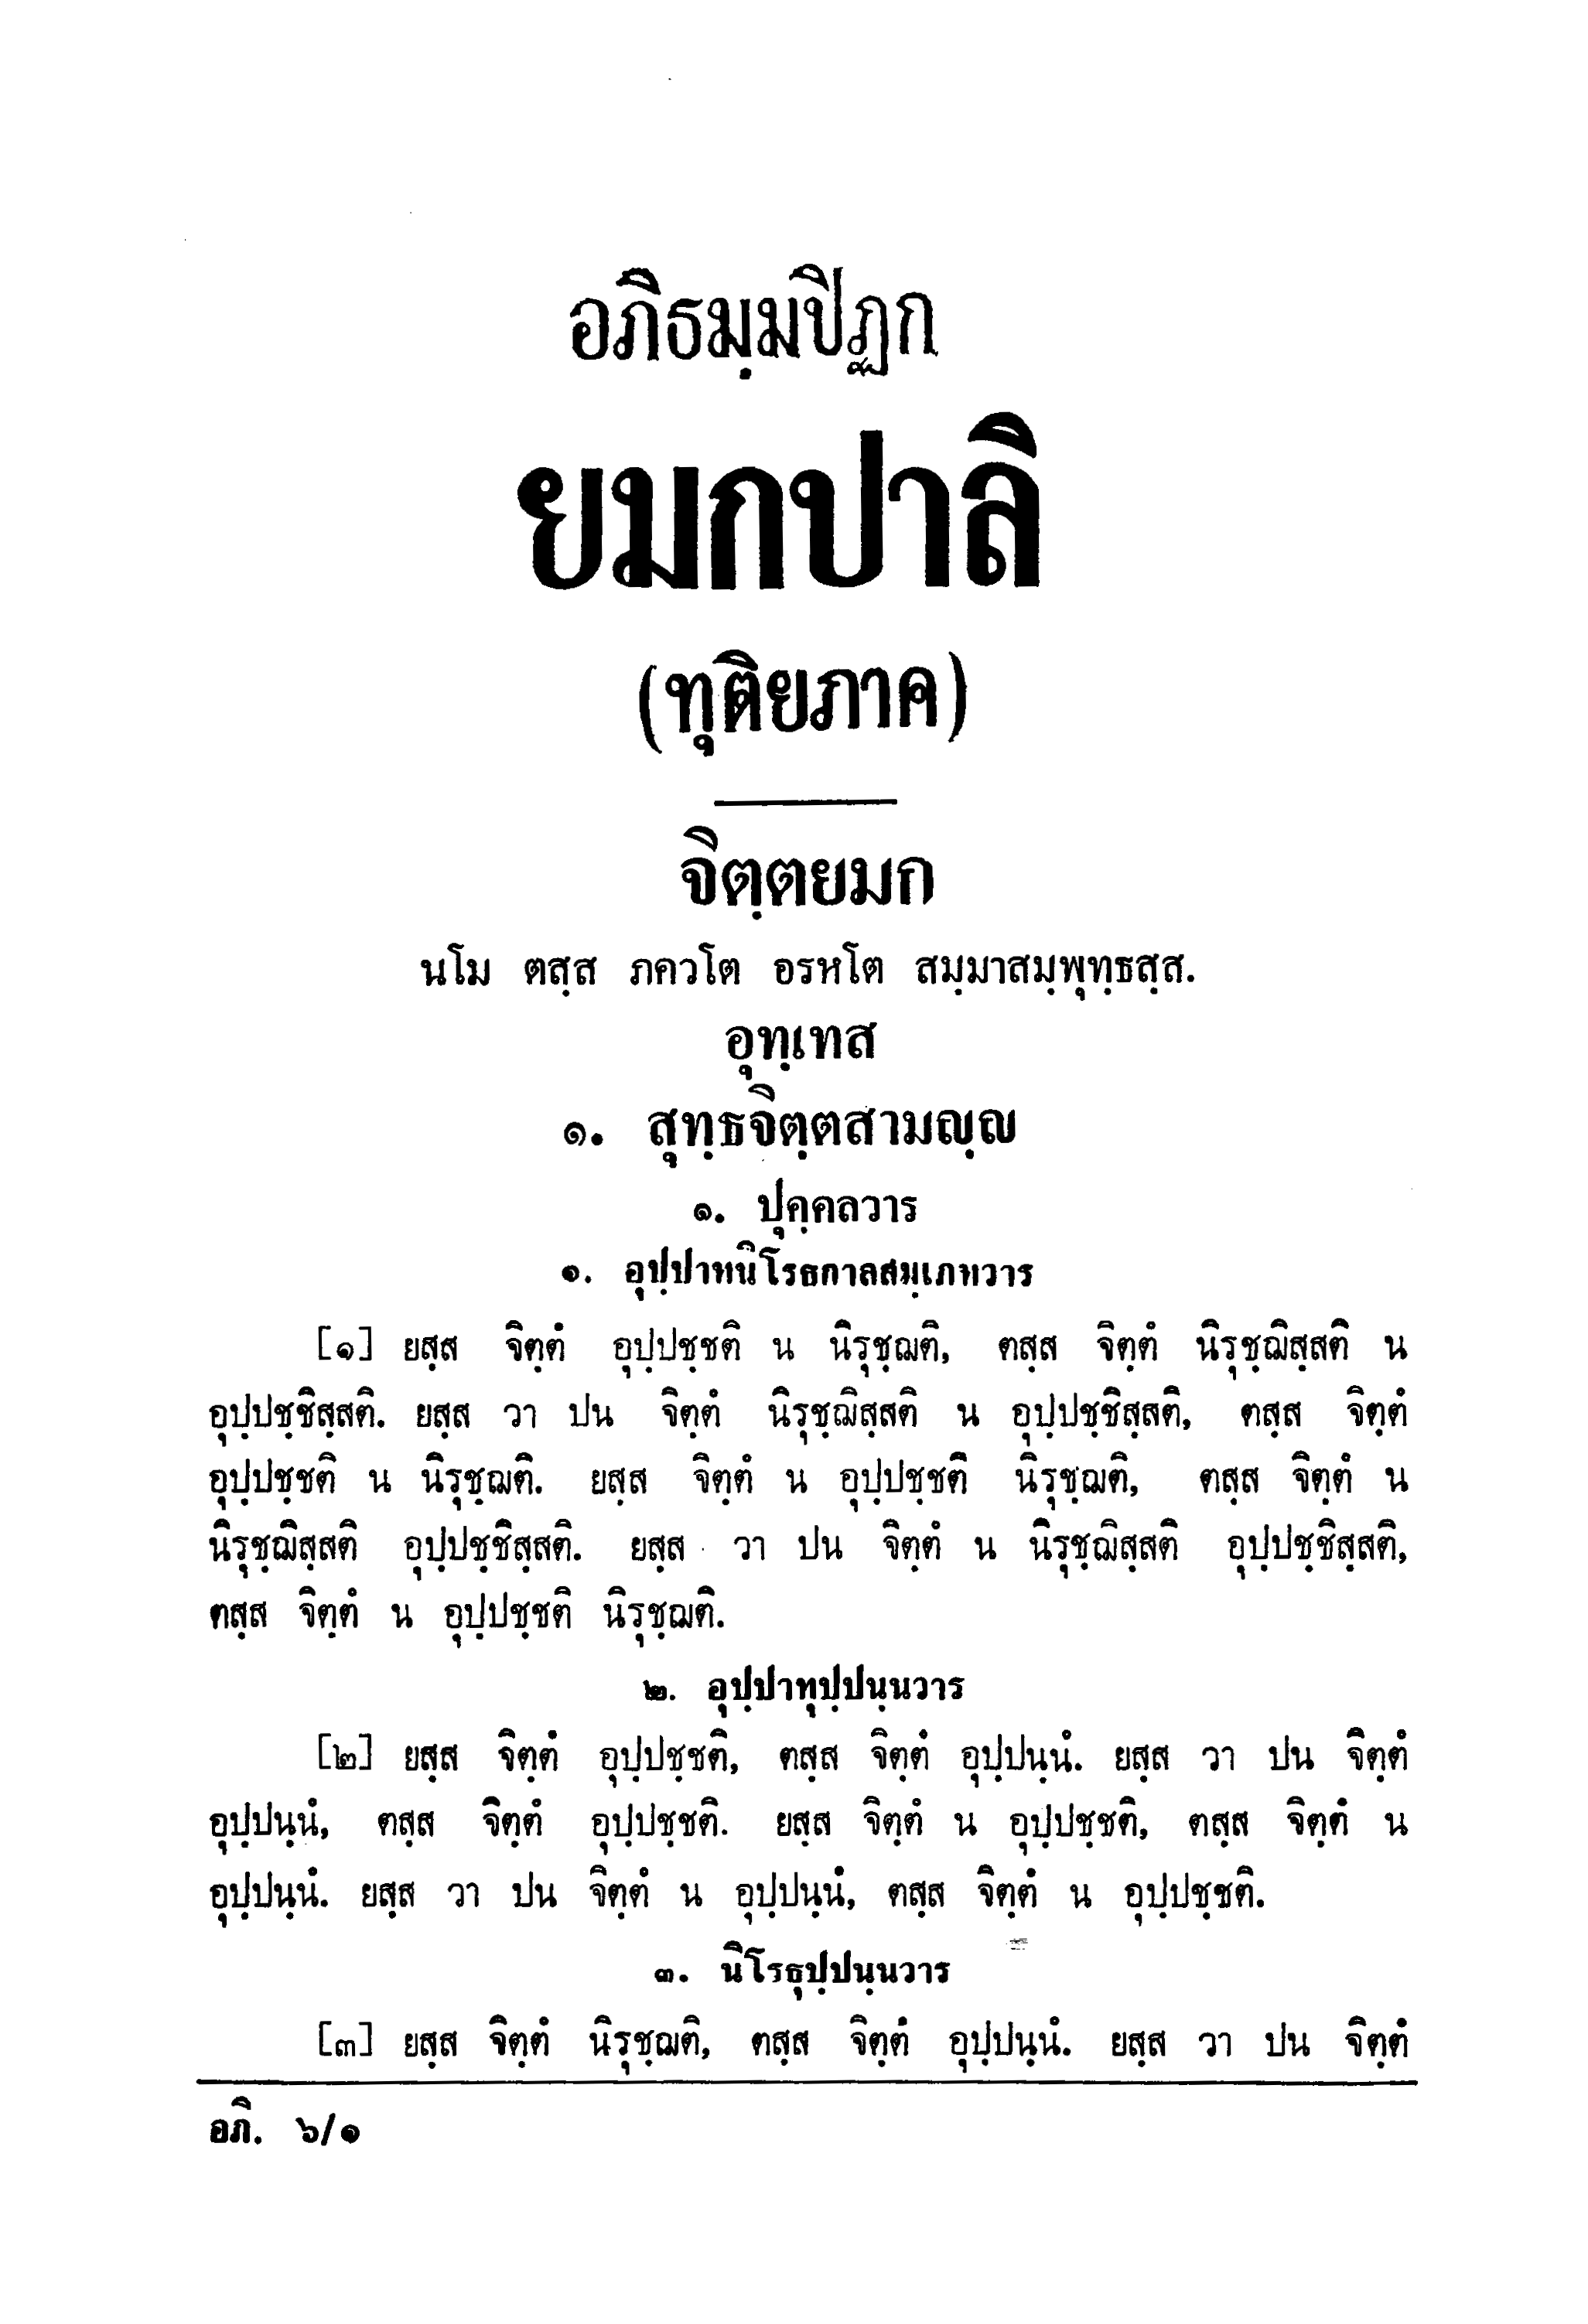 อภิธมฺมปิฏก
ยมกปาลิ
(ทุติยภาค)
จิตฺตยมก
นโม ตสฺส ภควโต อรหโต สมฺมาสมฺพุทฺธสฺส.
อุทฺเทส
๑. สุทฺธจิตฺตสามญฺญ
๑. ปุคฺคลวาร
๑. อุปฺปาทนิโรธกาลสมฺเภทวาร
[๑] ยสฺส จิตฺตํ อุปฺปชฺชติ น นิรุชฺฌติ, ตสฺส จิตฺตํ นิรุชฺฌิสฺสติ น
อุปฺปชฺชิสฺสติ. ยสฺส วา ปน จิตฺตํ นิรุชฺฌิสฺสติ น อุปฺปชฺชิสฺสติ, ตสฺส จิตฺตํ
อุปฺปชฺชติ น นิรุชฺฌติ. ยสฺส จิตฺตํ น อุปฺปชฺชติ นิรุชฺฌติ, ตสฺส จิตฺตํ น
นิรุชฺฌิสฺสติ อุปฺปชฺชิสฺสติ. ยสฺส วา ปน จิตฺตํ น นิรุชฺฌิสฺสติ อุปฺปชฺชิสฺสติ,
ตสฺส จิตฺตํ น อุปฺปชฺชติ นิรุชฺฌติ.
๒. อุปฺปาทุปฺปนฺนวาร
[๒] ยสฺส จิตฺตํ อุปฺปชฺชติ, ตสฺส จิตฺตํ อุปฺปนฺนํ. ยสฺส วา ปน จิตฺตํ
อุปฺปนฺนํ, ตสฺส จิตฺตํ อุปฺปชฺชติ. ยสฺส จิตฺตํ น อุปฺปชฺชติ, ตสฺส จิตฺตํ น
อุปฺปนฺนํ. ยสฺส วา ปน จิตฺตํ น อุปฺปนฺนํ, ตสฺส จิตฺตํ น อุปฺปชฺชติ.
๓. นิโรธุปฺปนฺนวาร
[๓] ยสฺส จิตฺตํ นิรุชฺฌติ, ตสฺส จิตฺตํ อุปฺปนฺนํ. ยสฺส วา ปน จิตฺตํ
อภิ. ๖/๑